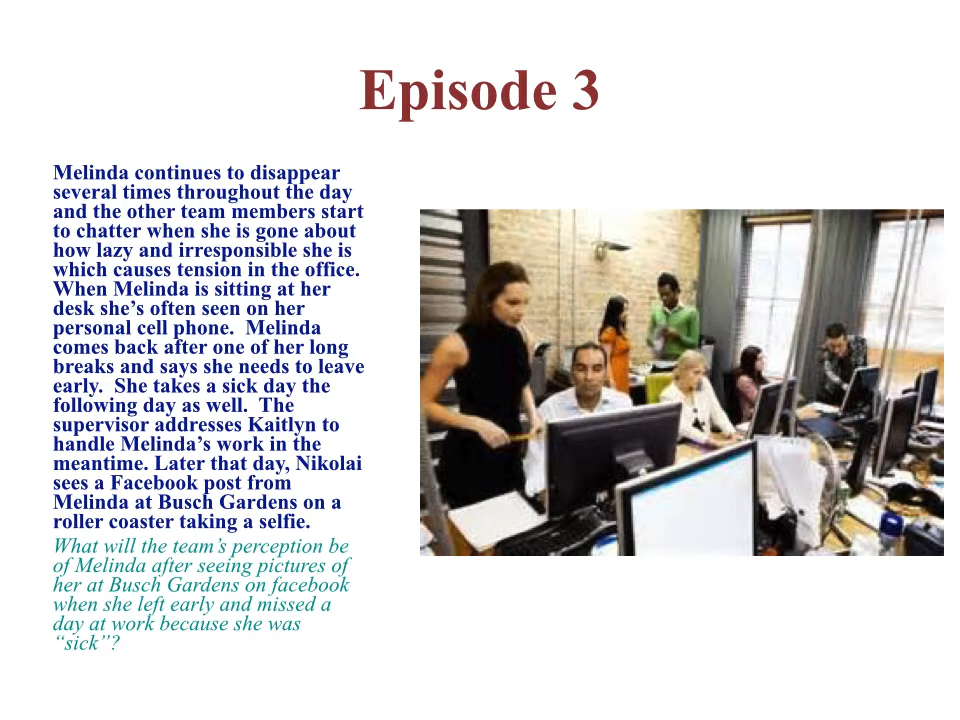 Episode 3
Melinda continues to disappear
several times throughout the day
and the other team members start
to chatter when she is gone about
how lazy and irresponsible she is
which causes tension in the office.
When Melinda is sitting at her
desk she’s often seen on her
personal cell phone.  Melinda
comes back after one of her long
breaks and says she needs to leave
early.  She takes a sick day the
following day as well.  The
supervisor addresses Kaitlyn to
handle Melinda’s work in the
meantime. Later that day, Nikolai
sees a Facebook post from
Melinda at Busch Gardens on a
roller coaster taking a selfie.
What will the team’s perception be
of Melinda after seeing pictures of
her at Busch Gardens on facebook
when she left early and missed a
day at work because she was
“sick”?